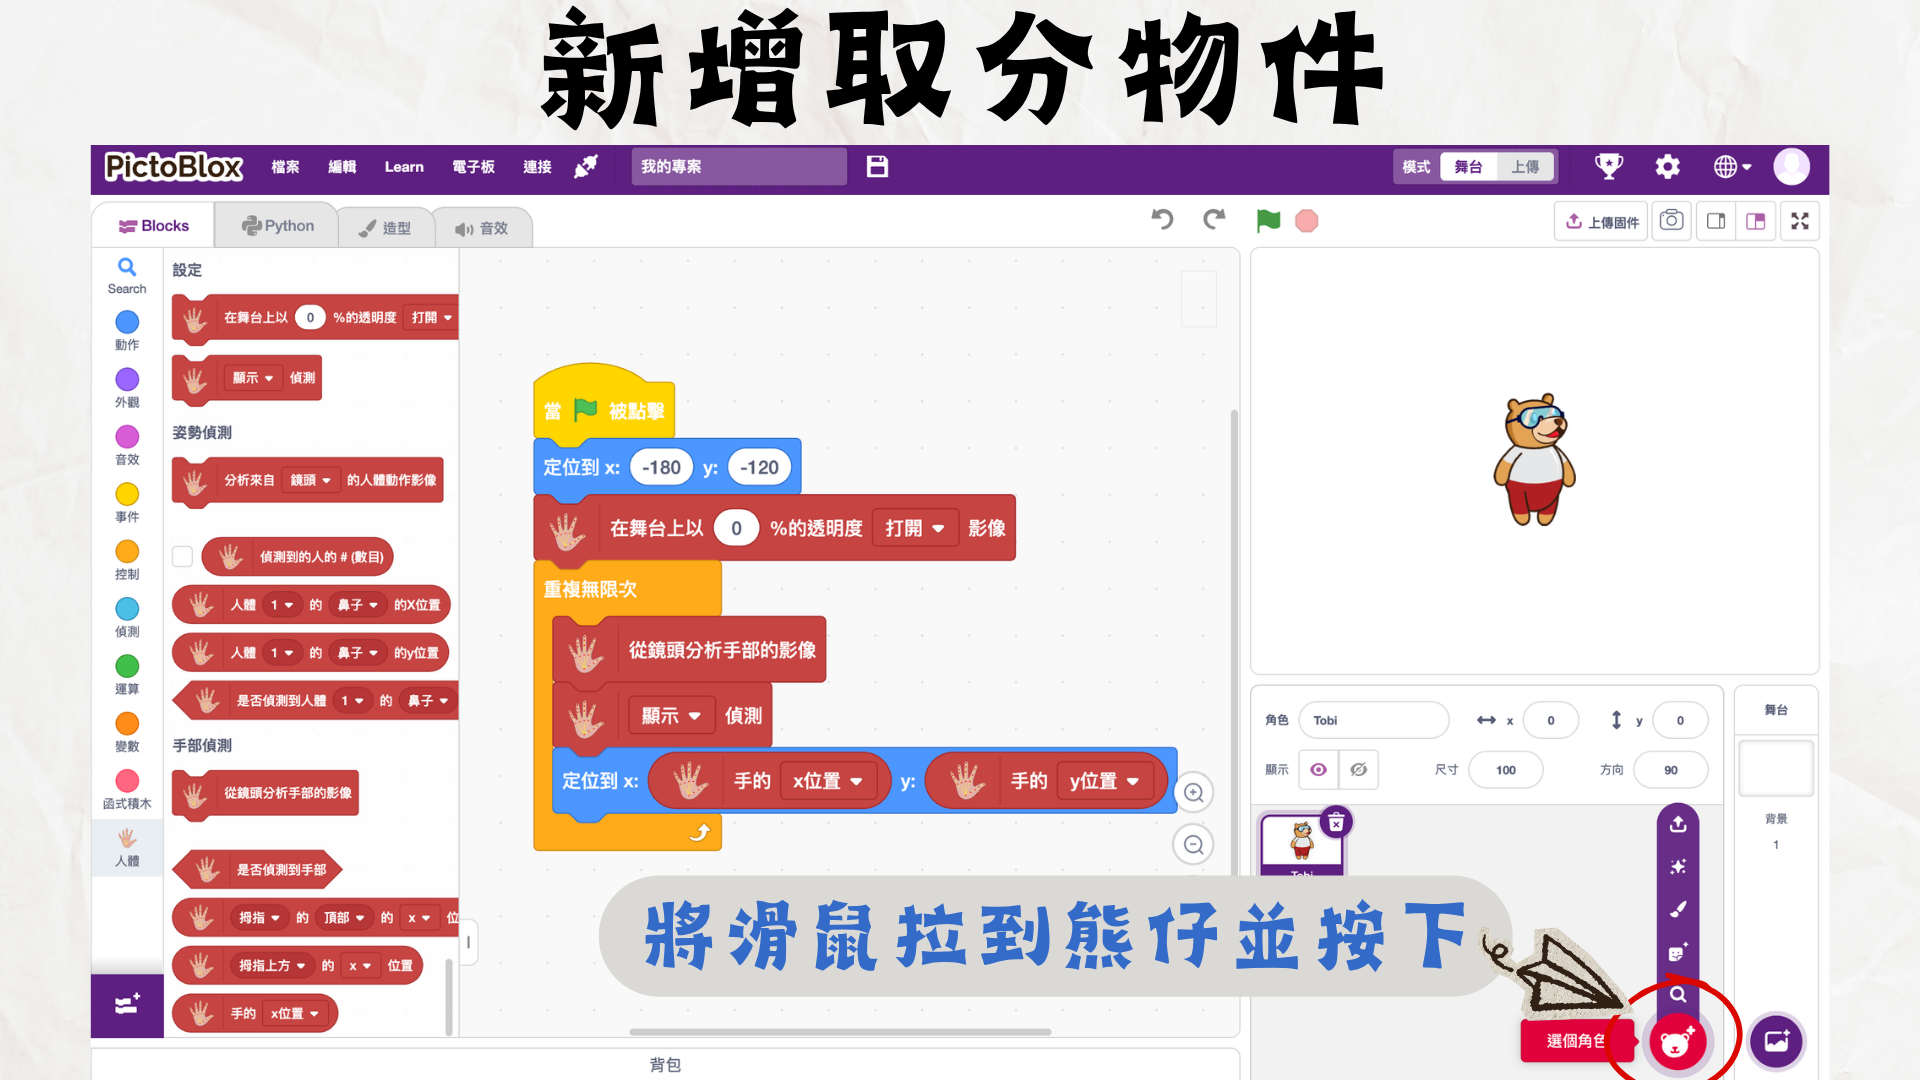 新增取分物件
PictoBlox 檔案 編輯 Learn 電子板 連接 我的專案 模式 舞台 上傳
Blocks Python 造型 音效 上傳固件
Search
動作
外觀
音效
事件
控制
偵測
運算
變數
函式積木
人體
設定
在舞台上以 0 %的透明度 打開
顯示 偵測
姿勢偵測
分析來自 鏡頭 的人體動作影像
偵測到的人的 # (數目)
人體 1 的 鼻子 的X位置
人體 1 的 鼻子 的y位置
是否偵測到人體 1 的 鼻子
手部偵測
從鏡頭分析手部的影像
是否偵測到手部
拇指 的 頂部 的 x 位
拇指上方 的 x 位置
手的 x位置
當 被點擊
定位到 x: -180 y: -120
在舞台上以 0 %的透明度 打開 影像
重複無限次
從鏡頭分析手部的影像
顯示 偵測
定位到 x: 手的 x位置 y: 手的 y位置
角色 Tobi x 0 y 0
顯示 尺寸 100 方向 90
Tobi
舞台
背景
1
將滑鼠拉到熊仔並按下
選個角色
背包